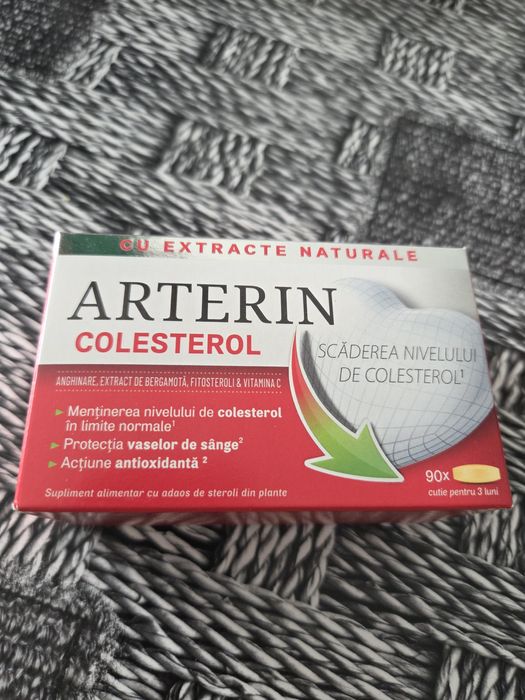 CU EXTRACTE NATURALE
ARTERIN
COLESTEROL
SCĂDEREA NIVELULUI
DE COLESTEROL¹
ANGHINARE, EXTRACT DE BERGAMOTĂ, FITOSTEROLI & VITAMINA C
Menținerea nivelului de colesterol
în limite normale¹
Protecția vaselor de sânge²
Acțiune antioxidantă ²
90x
cutie pentru 3 luni
Supliment alimentar cu adaos de steroli din plante